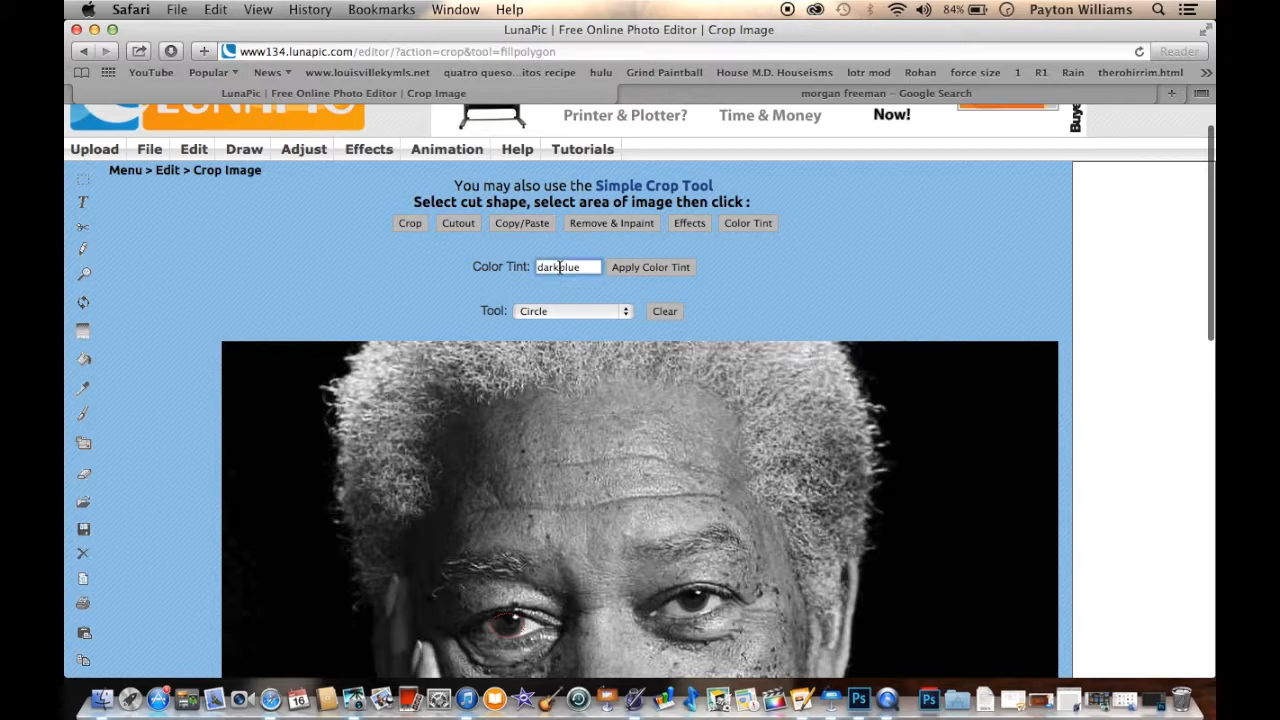 Safari File Edit View History Bookmarks Window Help 84% Payton Williams
LunaPic | Free Online Photo Editor | Crop Image
www134.lunapic.com/editor/?action=crop&tool=fillpolygon Reader
YouTube Popular News www.louisvillekymls.net quatro queso...itos recipe hulu Grind Painball House M.D. Houseisms lotr mod Rohan force size 1 R1 Rain therohirrim.html
LunaPic | Free Online Photo Editor | Crop Image morgan freeman - Google Search
Printer & Plotter? Time & Money Now!
Buye
Upload File Edit Draw Adjust Effects Animation Help Tutorials
Menu > Edit > Crop Image
You may also use the Simple Crop Tool
Select cut shape, select area of image then click :
Crop Cutout Copy/Paste Remove & Inpaint Effects Color Tint
Color Tint: darkblue Apply Color Tint
Tool: Circle Clear